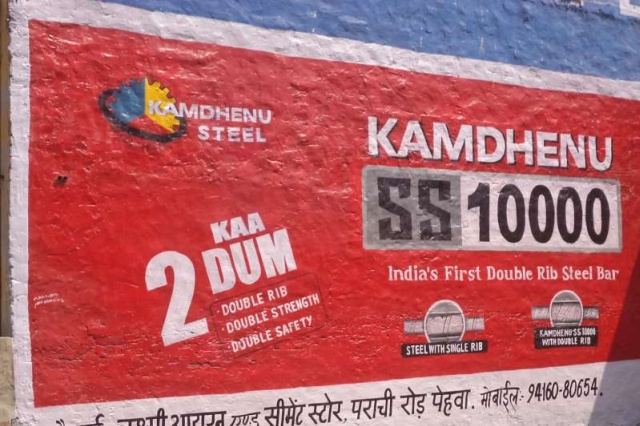 KAMDHENU
STEEL
KAMDHENU
SS 10000
India's First Double Rib Steel Bar
2 KAA
DUM
· DOUBLE RIB
· DOUBLE STRENGTH
· DOUBLE SAFETY
STEEL WITH SINGLE RIB
KAMDHENU SS 10000
WITH DOUBLE RIB
आयरन एण्ड सीमेंट स्टोर, पराची रोड़ पेहवा. मोबाईल:- 94160-80654.